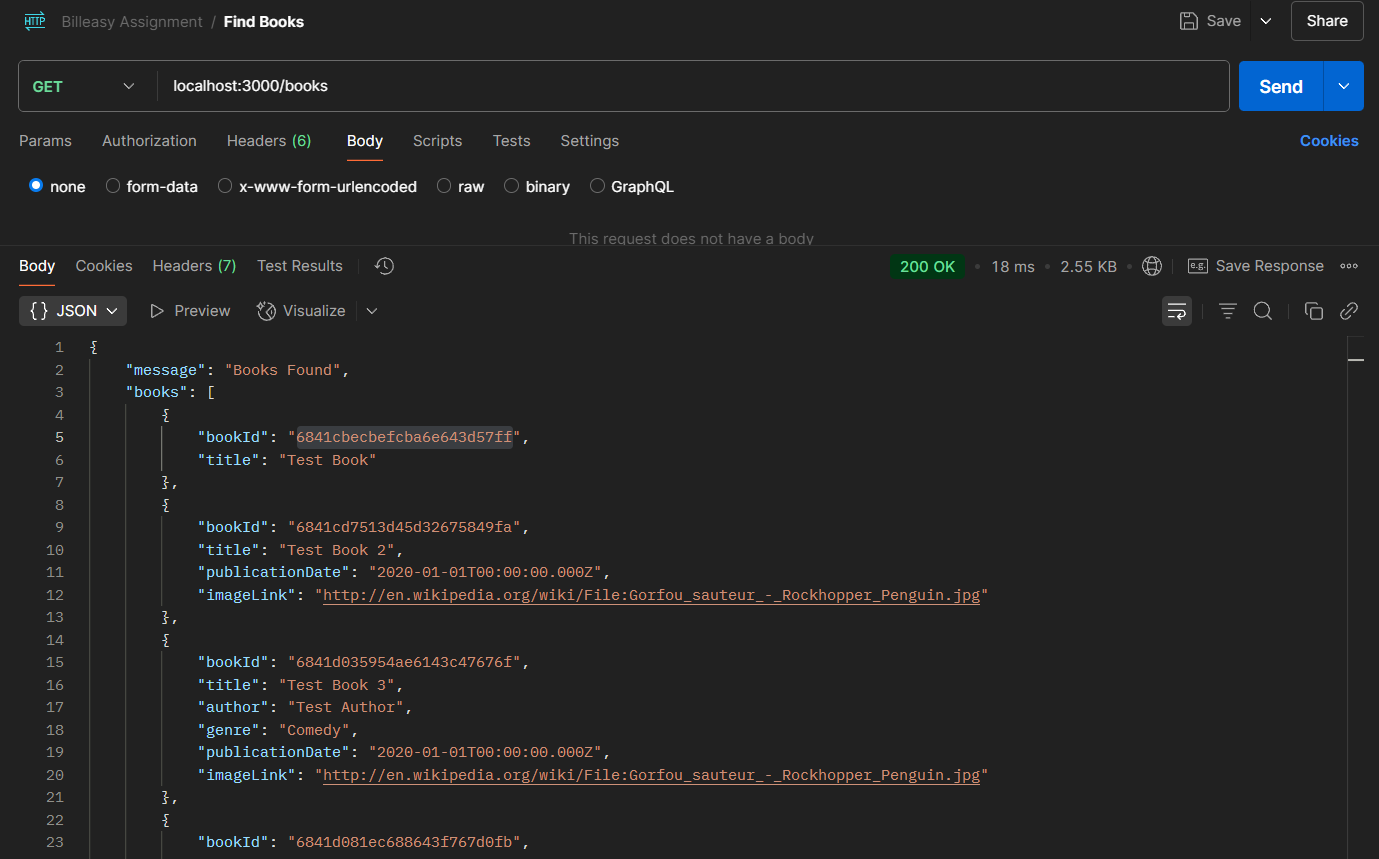 HTTP Billeasy Assignment / Find Books Save Share
GET localhost:3000/books Send
Params Authorization Headers (6) Body Scripts Tests Settings Cookies
none form-data x-www-form-urlencoded raw binary GraphQL
This request does not have a body
Body Cookies Headers (7) Test Results 200 OK • 18 ms • 2.55 KB • e.g. Save Response
{} JSON Preview Visualize
1 {
2 "message": "Books Found",
3 "books": [
4 {
5 "bookId": "6841cbecbefcba6e643d57ff",
6 "title": "Test Book"
7 },
8 {
9 "bookId": "6841cd7513d45d32675849fa",
10 "title": "Test Book 2",
11 "publicationDate": "2020-01-01T00:00:00.000Z",
12 "imageLink": "http://en.wikipedia.org/wiki/File:Gorfou_sauteur_-_Rockhopper_Penguin.jpg"
13 },
14 {
15 "bookId": "6841d035954ae6143c47676f",
16 "title": "Test Book 3",
17 "author": "Test Author",
18 "genre": "Comedy",
19 "publicationDate": "2020-01-01T00:00:00.000Z",
20 "imageLink": "http://en.wikipedia.org/wiki/File:Gorfou_sauteur_-_Rockhopper_Penguin.jpg"
21 },
22 {
23 "bookId": "6841d081ec688643f767d0fb",